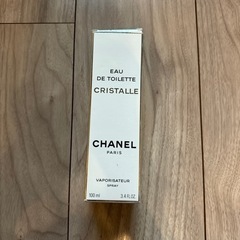 EAU
DE TOILETTE
CRISTALLE
CHANEL
PARIS
VAPORISATEUR
SPRAY
100 ml 3.4 FL.OZ